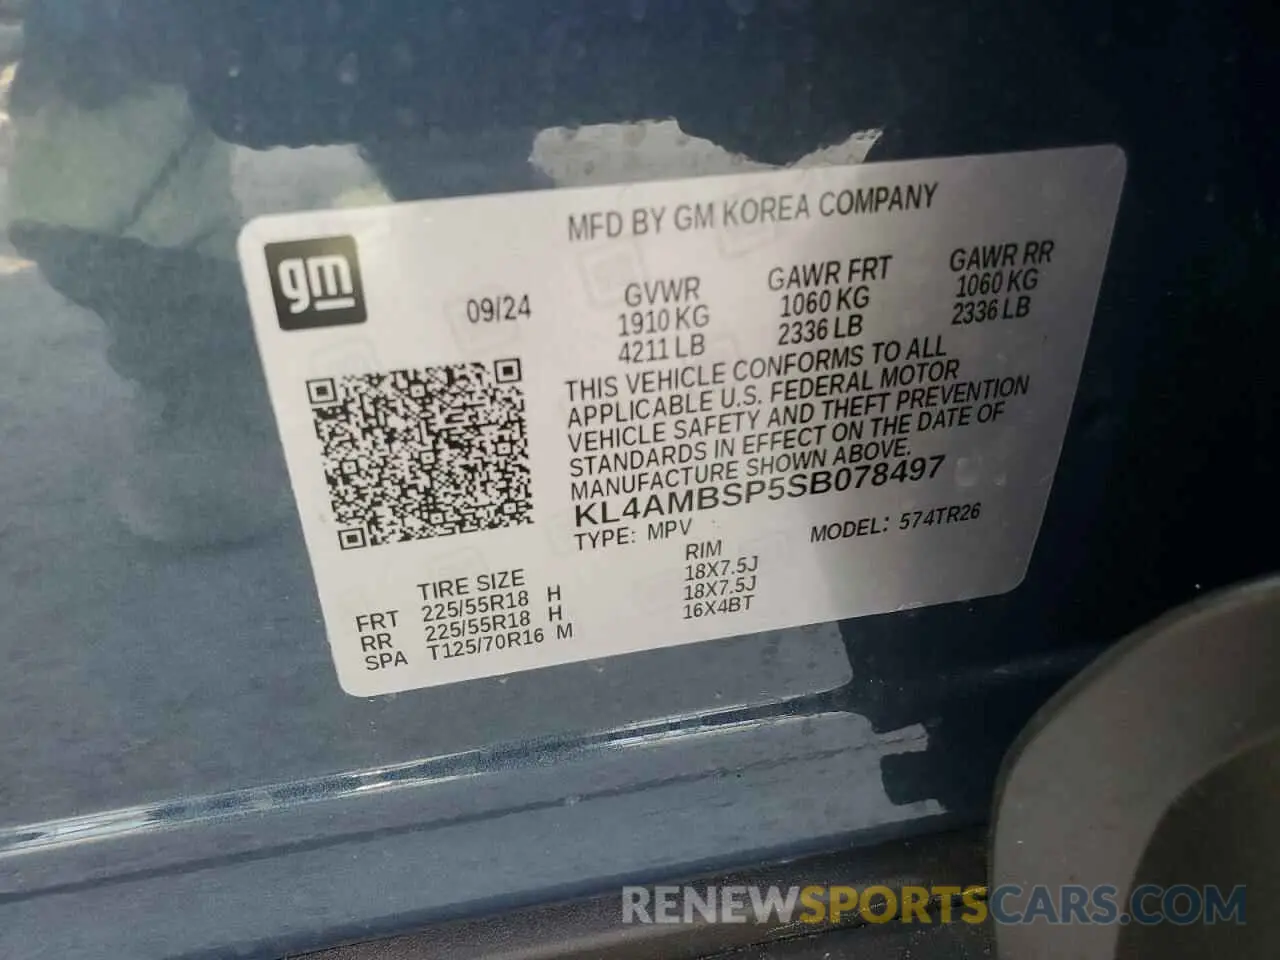 MFD BY GM KOREA COMPANY
gm
09/24
GVWR GAWR FRT GAWR RR
1910 KG 1060 KG 1060 KG
4211 LB 2336 LB 2336 LB
THIS VEHICLE CONFORMS TO ALL
APPLICABLE U.S. FEDERAL MOTOR
VEHICLE SAFETY AND THEFT PREVENTION
STANDARDS IN EFFECT ON THE DATE OF
MANUFACTURE SHOWN ABOVE.
KL4AMBSP5SB078497
TYPE: MPV MODEL: 574TR26
TIRE SIZE RIM
FRT 225/55R18 H 18X7.5J
RR 225/55R18 H 18X7.5J
SPA T125/70R16 M 16X4BT
RENEWSPORTSCARS.COM